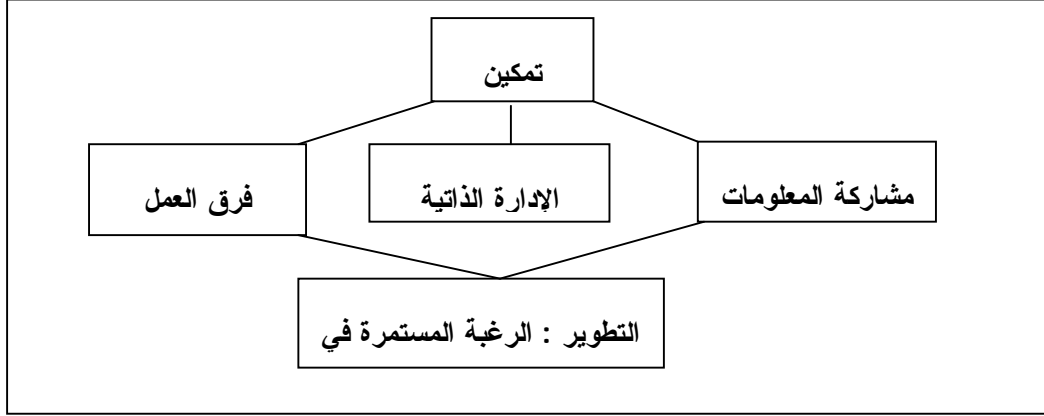 تمكين
مشاركة المعلومات
الإدارة الذاتية
فرق العمل
التطوير : الرغبة المستمرة في